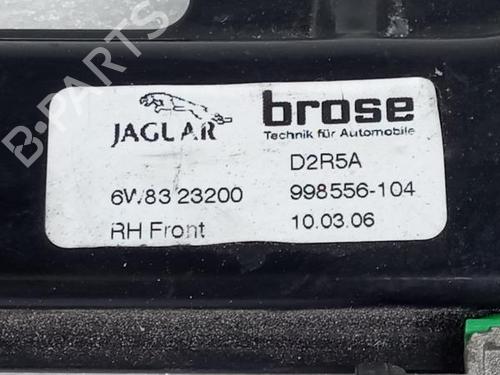 B-PARTS
JAGUAR
brose
Technik für Automobile
D2R5A
6W83 23200
998556-104
RH Front
10.03.06